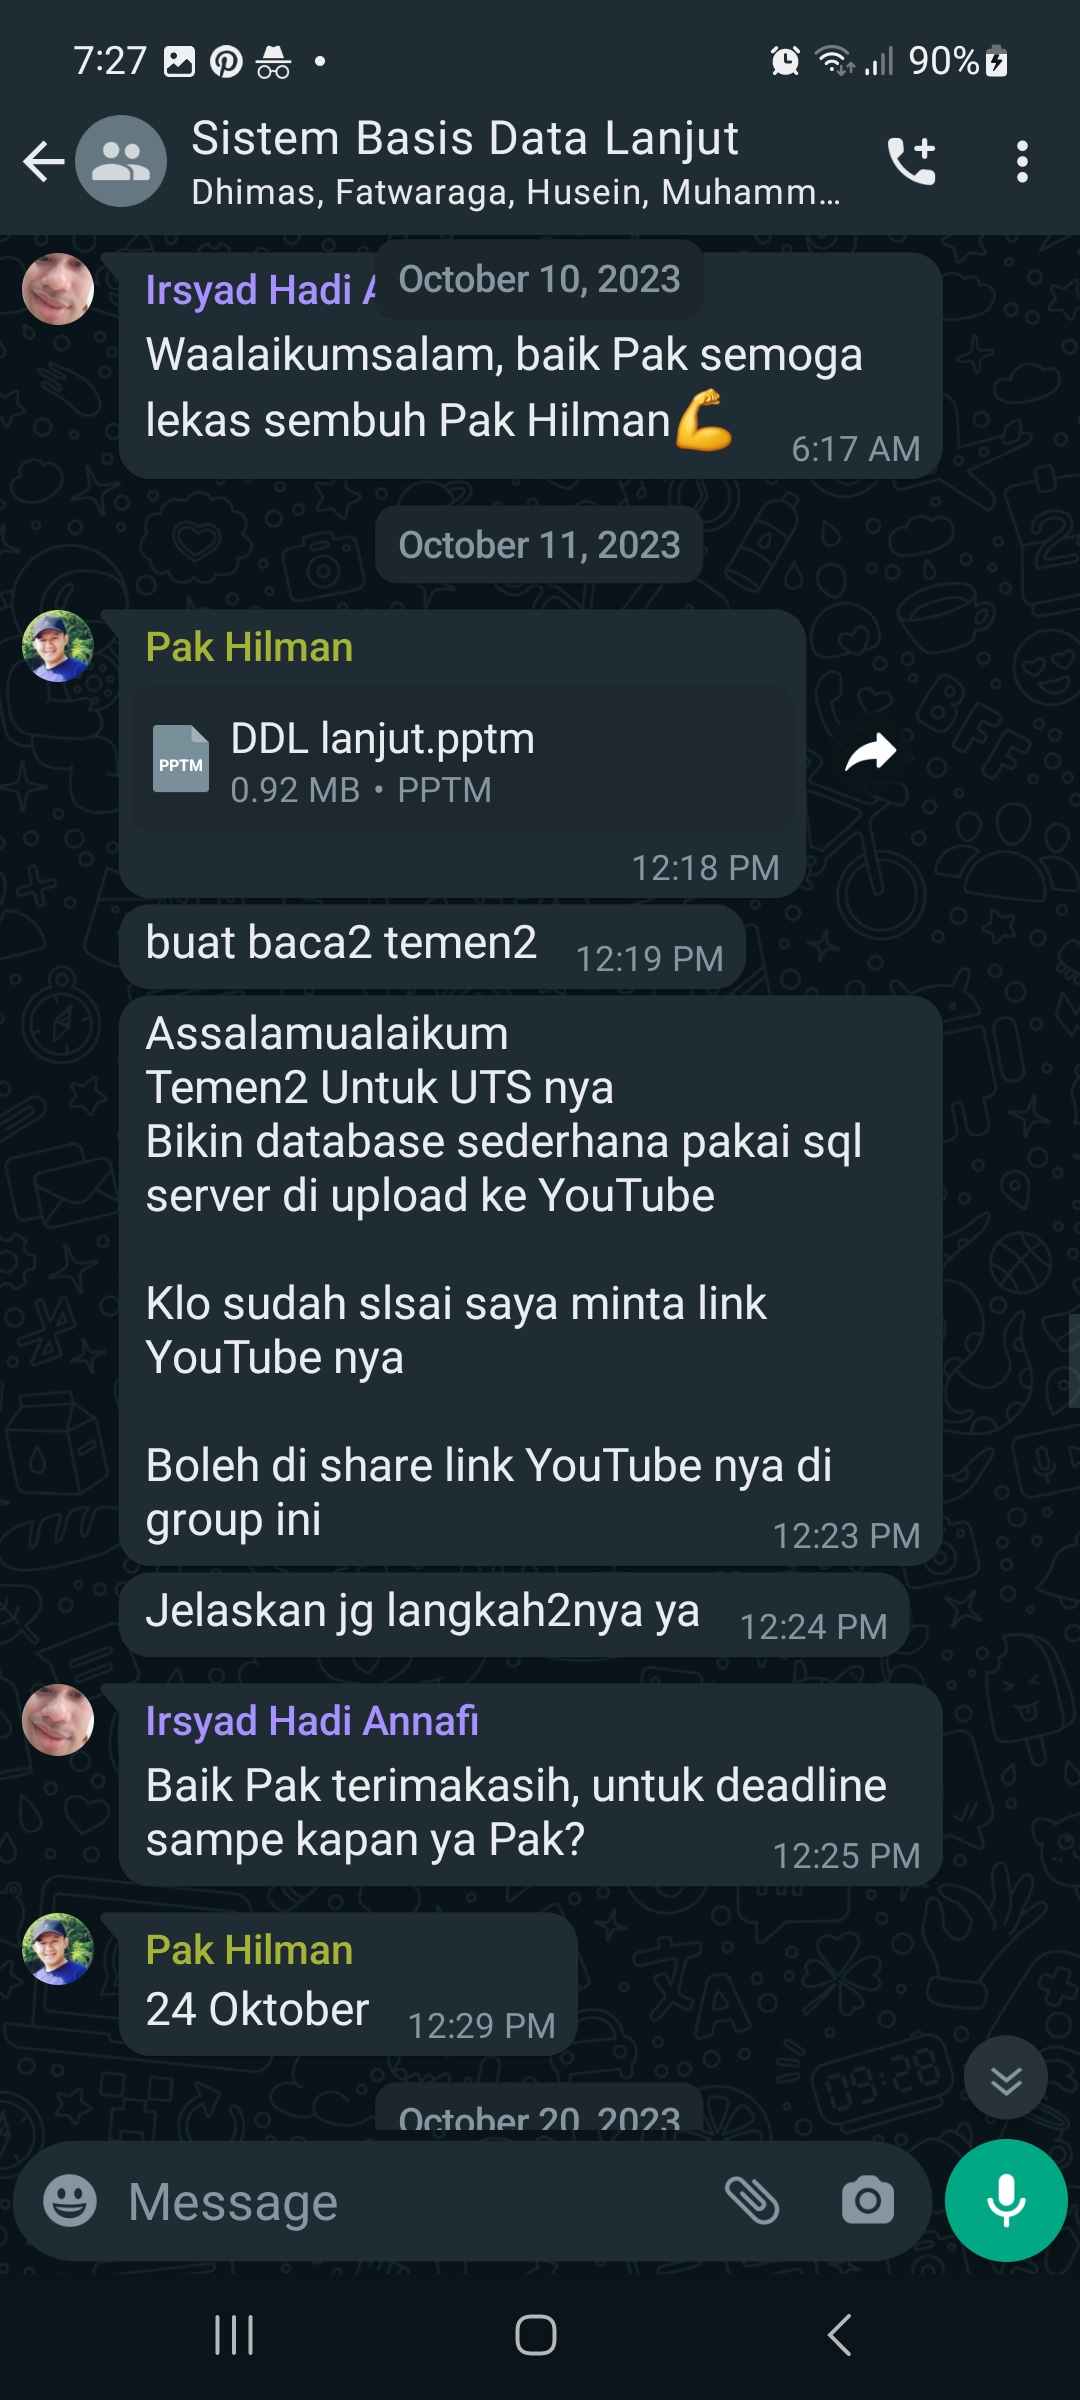 7:27
90%
Sistem Basis Data Lanjut
Dhimas, Fatwaraga, Husein, Muhamm...
October 10, 2023
Irsyad Hadi A
Waalaikumsalam, baik Pak semoga
lekas sembuh Pak Hilman💪
6:17 AM
October 11, 2023
Pak Hilman
PPTM
DDL lanjut.pptm
0.92 MB • PPTM
12:18 PM
buat baca2 temen2
12:19 PM
Assalamualaikum
Temen2 Untuk UTS nya
Bikin database sederhana pakai sql
server di upload ke YouTube
Klo sudah slsai saya minta link
YouTube nya
Boleh di share link YouTube nya di
group ini
12:23 PM
Jelaskan jg langkah2nya ya
12:24 PM
Irsyad Hadi Annafi
Baik Pak terimakasih, untuk deadline
sampe kapan ya Pak?
12:25 PM
Pak Hilman
24 Oktober
12:29 PM
October 20, 2023
Message